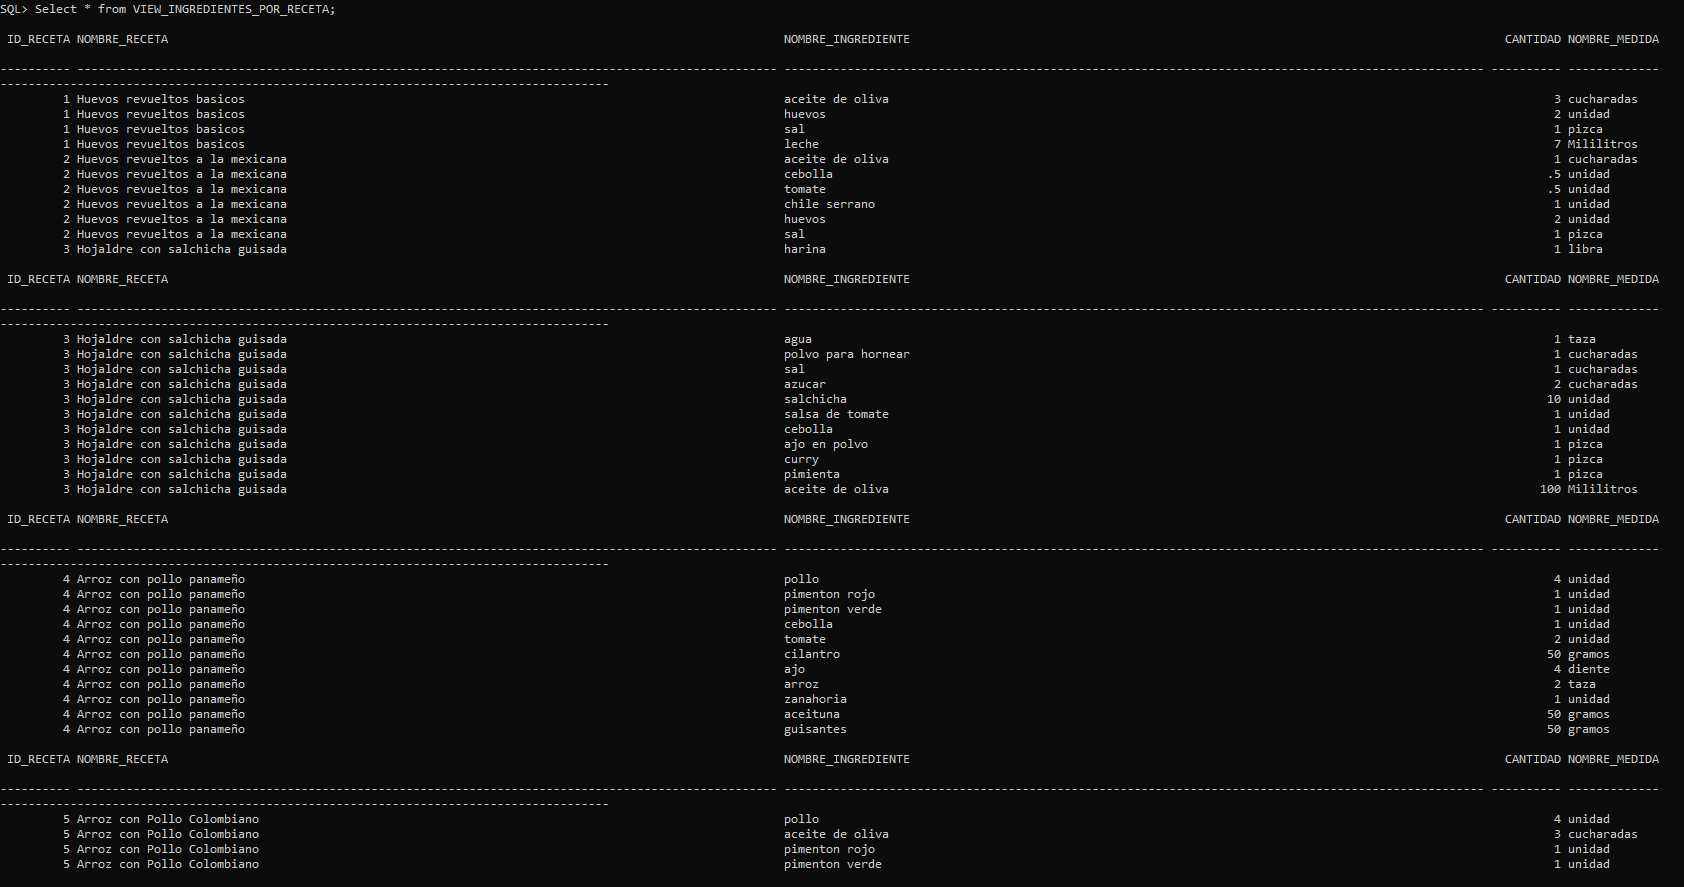 SQL> Select * from VIEW_INGREDIENTES_POR_RECETA;
ID_RECETA NOMBRE_RECETA NOMBRE_INGREDIENTE CANTIDAD NOMBRE_MEDIDA
---------- ---------------------------------------------------------------------------------------------------- ---------------------------------------------------------------------------------------------------- ---------- -------------
---------------------------------------------------------------------------------------
1 Huevos revueltos basicos aceite de oliva 3 cucharadas
1 Huevos revueltos basicos huevos 2 unidad
1 Huevos revueltos basicos sal 1 pizca
1 Huevos revueltos basicos leche 7 Mililitros
2 Huevos revueltos a la mexicana aceite de oliva 1 cucharadas
2 Huevos revueltos a la mexicana cebolla .5 unidad
2 Huevos revueltos a la mexicana tomate .5 unidad
2 Huevos revueltos a la mexicana chile serrano 1 unidad
2 Huevos revueltos a la mexicana huevos 2 unidad
2 Huevos revueltos a la mexicana sal 1 pizca
3 Hojaldre con salchicha guisada harina 1 libra
ID_RECETA NOMBRE_RECETA NOMBRE_INGREDIENTE CANTIDAD NOMBRE_MEDIDA
---------- ---------------------------------------------------------------------------------------------------- ---------------------------------------------------------------------------------------------------- ---------- -------------
---------------------------------------------------------------------------------------
3 Hojaldre con salchicha guisada agua 1 taza
3 Hojaldre con salchicha guisada polvo para hornear 1 cucharadas
3 Hojaldre con salchicha guisada sal 1 cucharadas
3 Hojaldre con salchicha guisada azucar 2 cucharadas
3 Hojaldre con salchicha guisada salchicha 10 unidad
3 Hojaldre con salchicha guisada salsa de tomate 1 unidad
3 Hojaldre con salchicha guisada cebolla 1 unidad
3 Hojaldre con salchicha guisada ajo en polvo 1 pizca
3 Hojaldre con salchicha guisada curry 1 pizca
3 Hojaldre con salchicha guisada pimienta 1 pizca
3 Hojaldre con salchicha guisada aceite de oliva 100 Mililitros
ID_RECETA NOMBRE_RECETA NOMBRE_INGREDIENTE CANTIDAD NOMBRE_MEDIDA
---------- ---------------------------------------------------------------------------------------------------- ---------------------------------------------------------------------------------------------------- ---------- -------------
---------------------------------------------------------------------------------------
4 Arroz con pollo panameño pollo 4 unidad
4 Arroz con pollo panameño pimenton rojo 1 unidad
4 Arroz con pollo panameño pimenton verde 1 unidad
4 Arroz con pollo panameño cebolla 1 unidad
4 Arroz con pollo panameño tomate 2 unidad
4 Arroz con pollo panameño cilantro 50 gramos
4 Arroz con pollo panameño ajo 4 diente
4 Arroz con pollo panameño arroz 2 taza
4 Arroz con pollo panameño zanahoria 1 unidad
4 Arroz con pollo panameño aceituna 50 gramos
4 Arroz con pollo panameño guisantes 50 gramos
ID_RECETA NOMBRE_RECETA NOMBRE_INGREDIENTE CANTIDAD NOMBRE_MEDIDA
---------- ---------------------------------------------------------------------------------------------------- ---------------------------------------------------------------------------------------------------- ---------- -------------
---------------------------------------------------------------------------------------
5 Arroz con Pollo Colombiano pollo 4 unidad
5 Arroz con Pollo Colombiano aceite de oliva 3 cucharadas
5 Arroz con Pollo Colombiano pimenton rojo 1 unidad
5 Arroz con Pollo Colombiano pimenton verde 1 unidad